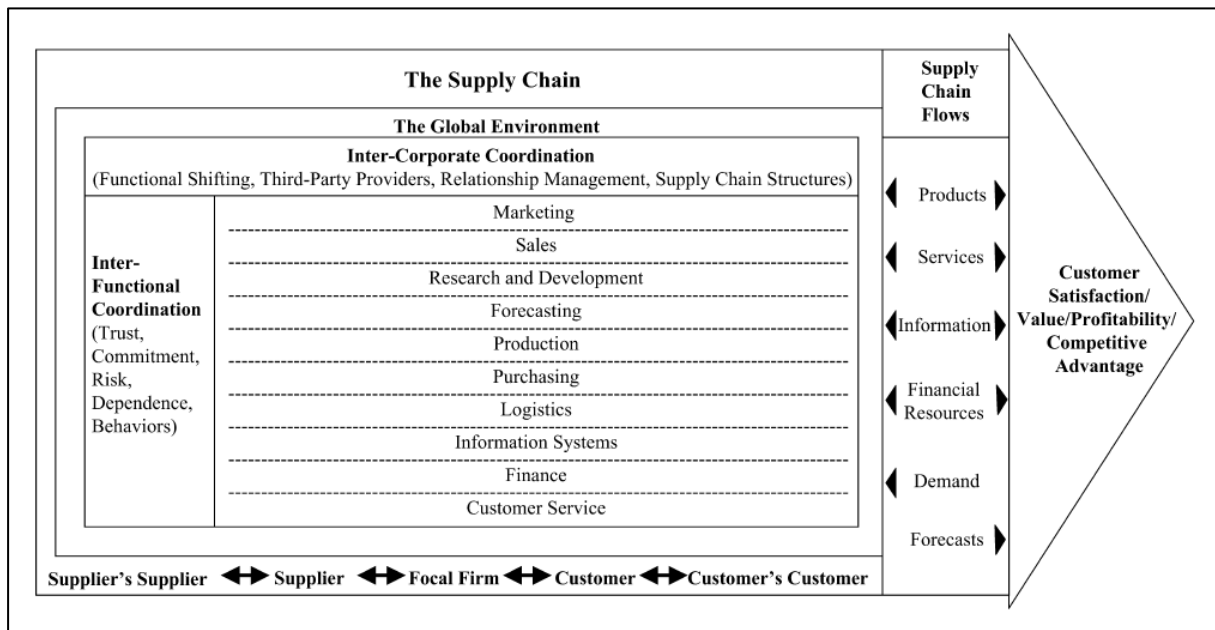 The Supply Chain
The Global Environment
Inter-Corporate Coordination
(Functional Shifting, Third-Party Providers, Relationship Management, Supply Chain Structures)
Inter-
Functional
Coordination
(Trust,
Commitment,
Risk,
Dependence,
Behaviors)
Marketing
Sales
Research and Development
Forecasting
Production
Purchasing
Logistics
Information Systems
Finance
Customer Service
Supplier's Supplier Supplier Focal Firm Customer Customer's Customer
Supply
Chain
Flows
Products
Services
Information
Financial
Resources
Demand
Forecasts
Customer
Satisfaction/
Value/Profitability/
Competitive
Advantage